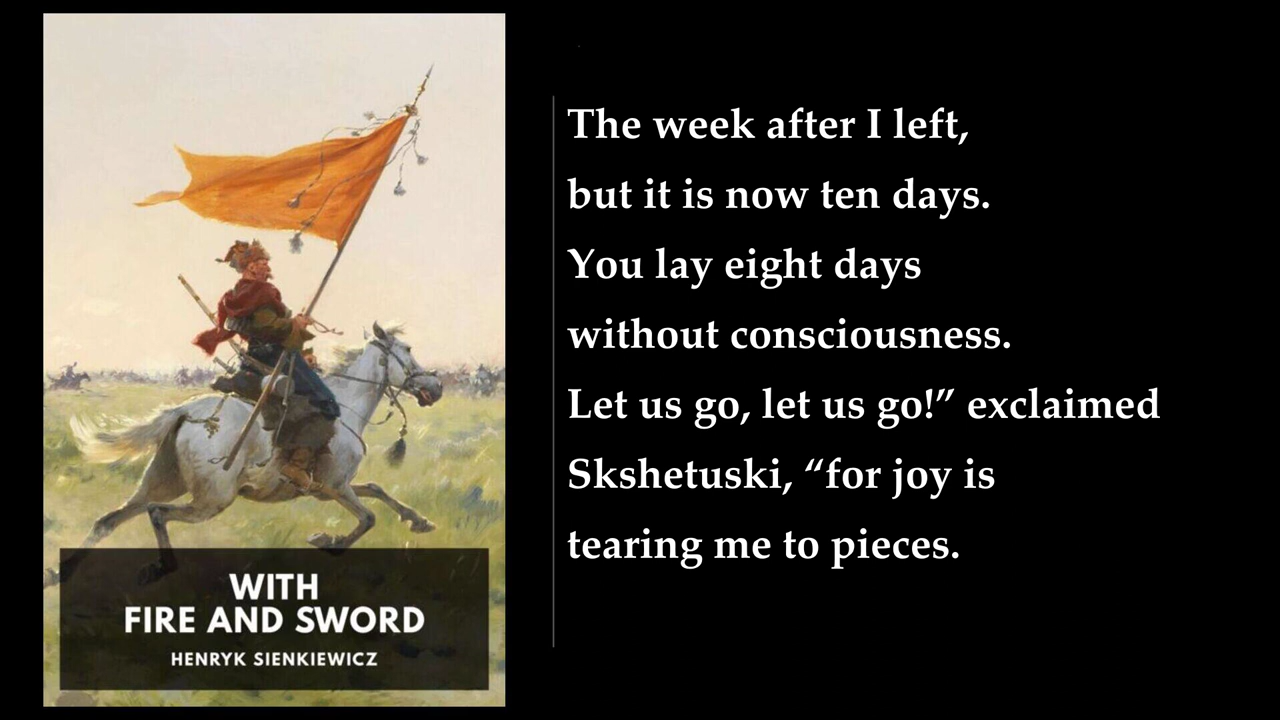 WITH
FIRE AND SWORD
HENRYK SIENKIEWICZ
The week after I left,
but it is now ten days.
You lay eight days
without consciousness.
Let us go, let us go!” exclaimed
Skshetuski, “for joy is
tearing me to pieces.